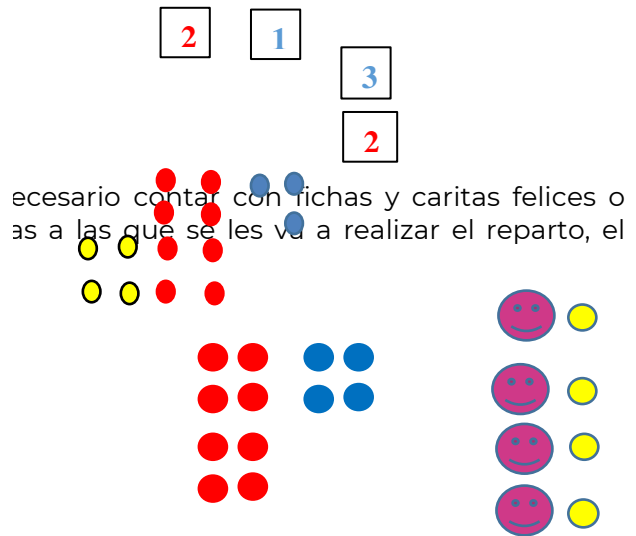 2 1
3
2
ecesario contar con fichas y caritas felices o
as a las que se les va a realizar el reparto, el